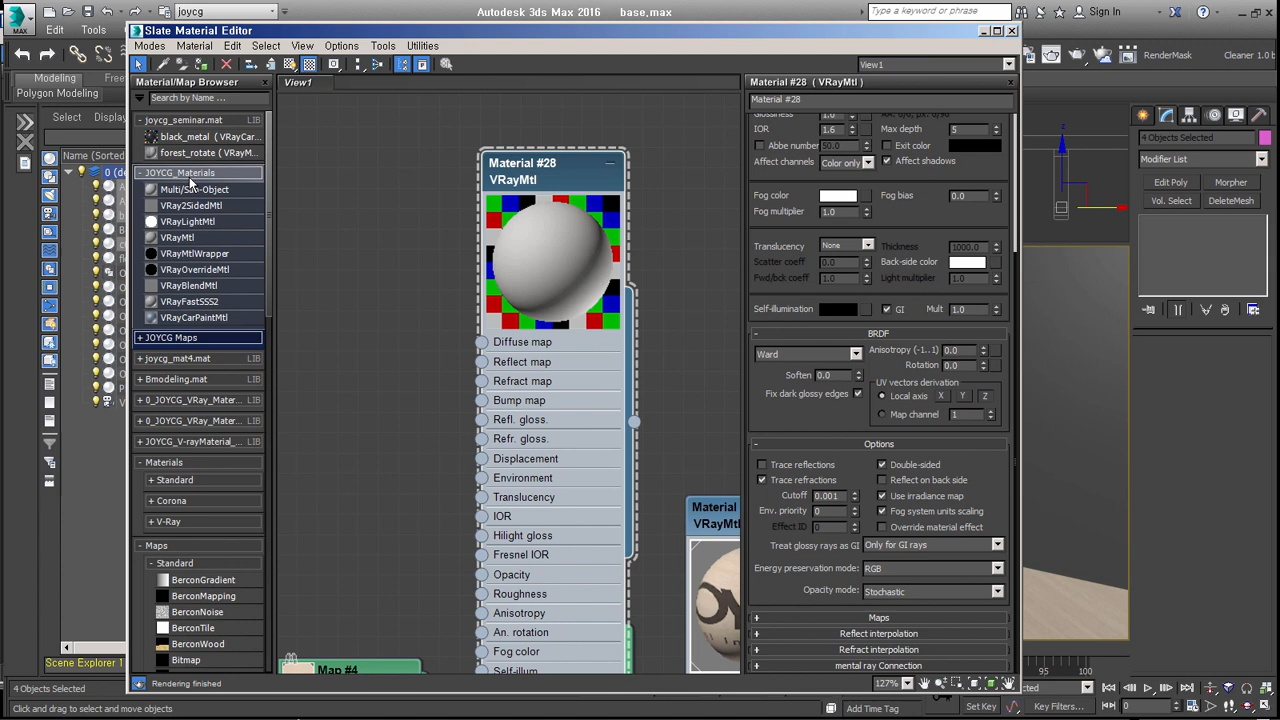 joycg
Autodesk 3ds Max 2016 base.max
Type a keyword or phrase
Sign In
MAX
Edit Tools
RenderMask
Cleaner 1.0 b
Modeling
Polygon Modeling
Select
Slate Material Editor
Modes Material Edit Select View Options Tools Utilities
View1
Material/Map Browser
Search by Name ...
joycg_seminar.mat LIB
black_metal ( VRayCar...
forest_rotate ( VRayM...
- JOYCG_Materials
Multi/Sub-Object
VRay2SidedMtl
VRayLightMtl
VRayMtl
VRayMtlWrapper
VRayOverrideMtl
VRayBlendMtl
VRayFastSSS2
VRayCarPaintMtl
+ JOYCG Maps
+ joycg_mat4.mat LIB
+ Bmodeling.mat LIB
+ 0_JOYCG_VRay_Mater... LIB
+ 0_JOYCG_VRay_Mater... LIB
+ JOYCG_V-rayMaterial_... LIB
- Materials
+ Standard
+ Corona
+ V-Ray
- Maps
- Standard
BerconGradient
BerconMapping
BerconNoise
BerconTile
BerconWood
Bitmap
View1
Material #28
VRayMtl
Diffuse map
Reflect map
Refract map
Bump map
Refl. gloss.
Refr. gloss.
Displacement
Environment
Translucency
IOR
Hilight gloss
Fresnel IOR
Opacity
Roughness
Anisotropy
An. rotation
Fog color
Self-illum
Map #4
Material
VRayMtl
Material #28 ( VRayMtl )
Material #28
Glossiness 1.0
IOR 1.6 Max depth 5
Abbe number 50.0 Exit color
Affect channels Color only Affect shadows
Fog color Fog bias 0.0
Fog multiplier 1.0
Translucency None Thickness 1000.0
Scatter coeff 0.0 Back-side color
Fwd/bck coeff 1.0 Light multiplier 1.0
Self-illumination GI Mult 1.0
- BRDF
Ward Anisotropy (-1..1) 0.0
Rotation 0.0
Soften 0.0 UV vectors derivation
Fix dark glossy edges Local axis X Y Z
Map channel 1
- Options
Trace reflections Double-sided
Trace refractions Reflect on back side
Cutoff 0.001 Use irradiance map
Env. priority 0 Fog system units scaling
Effect ID 0 Override material effect
Treat glossy rays as GI Only for GI rays
Energy preservation mode: RGB
Opacity mode: Stochastic
+ Maps
+ Reflect interpolation
+ Refract interpolation
+ mental ray Connection
127%
Rendering finished
4 Objects Selected
Modifier List
Edit Poly Morpher
Vol. Select DeleteMesh
z
95 100
Scene Explorer 1
4 Objects Selected
Click and drag to select and move objects
Add Time Tag
Set Key
Key Filters...
0